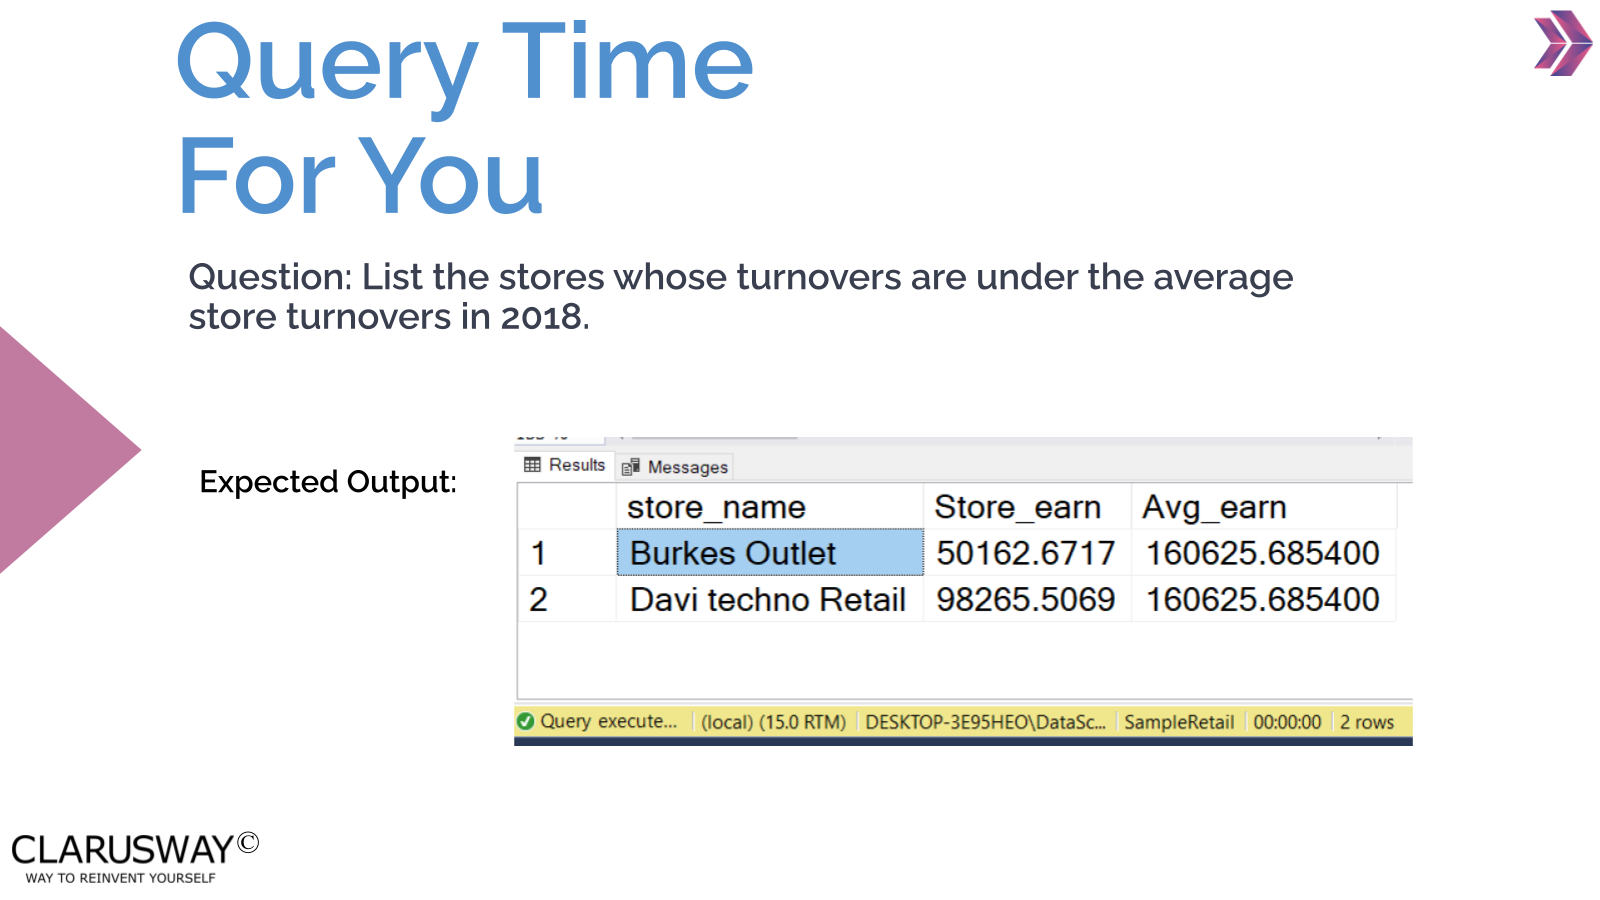 Query Time
For You
Question: List the stores whose turnovers are under the average
store turnovers in 2018.
Expected Output:
Results Messages
store_name Store_earn Avg_earn
1 Burkes Outlet 50162.6717 160625.685400
2 Davi techno Retail 98265.5069 160625.685400
Query execute... (local) (15.0 RTM) DESKTOP-3E95HEO\DataSc... SampleRetail 00:00:00 2 rows
CLARUSWAY©
WAY TO REINVENT YOURSELF